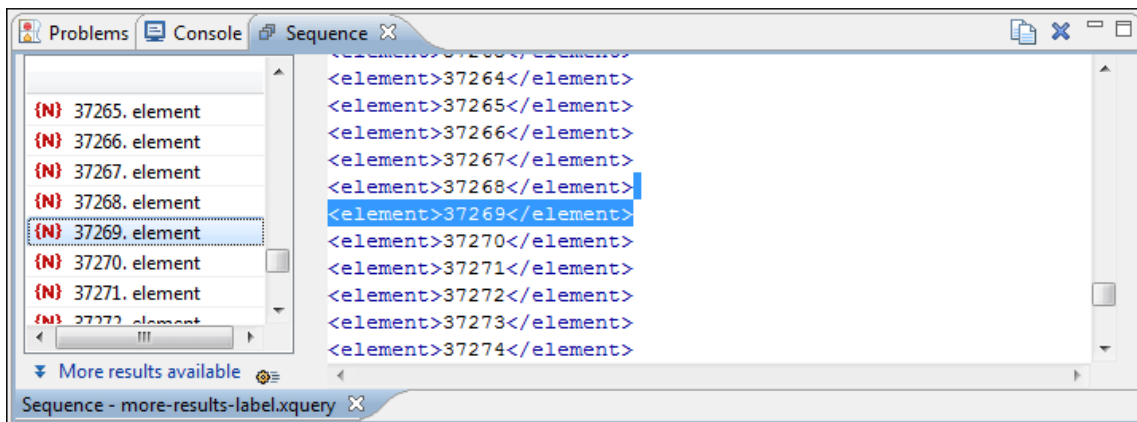 Problems Console Sequence
{N} 37265. element
{N} 37266. element
{N} 37267. element
{N} 37268. element
{N} 37269. element
{N} 37270. element
{N} 37271. element
{N} 37272. element
More results available
<element>37264</element>
<element>37265</element>
<element>37266</element>
<element>37267</element>
<element>37268</element>
<element>37269</element>
<element>37270</element>
<element>37271</element>
<element>37272</element>
<element>37273</element>
<element>37274</element>
Sequence - more-results-label.xquery